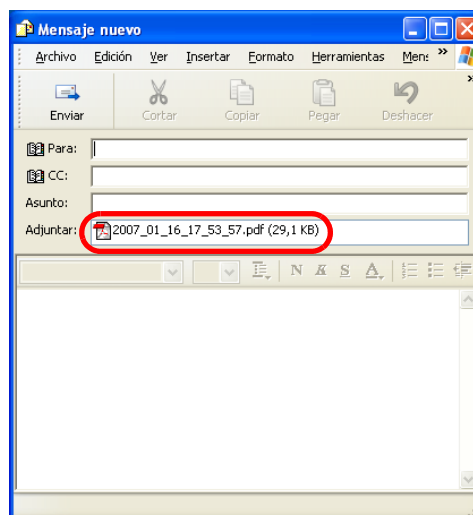 Mensaje nuevo
Archivo Edición Ver Insertar Formato Herramientas Mens »
Enviar Cortar Copiar Pegar Deshacer »
Para:
CC:
Asunto:
Adjuntar: 2007_01_16_17_53_57.pdf (29,1 KB)
N K S A